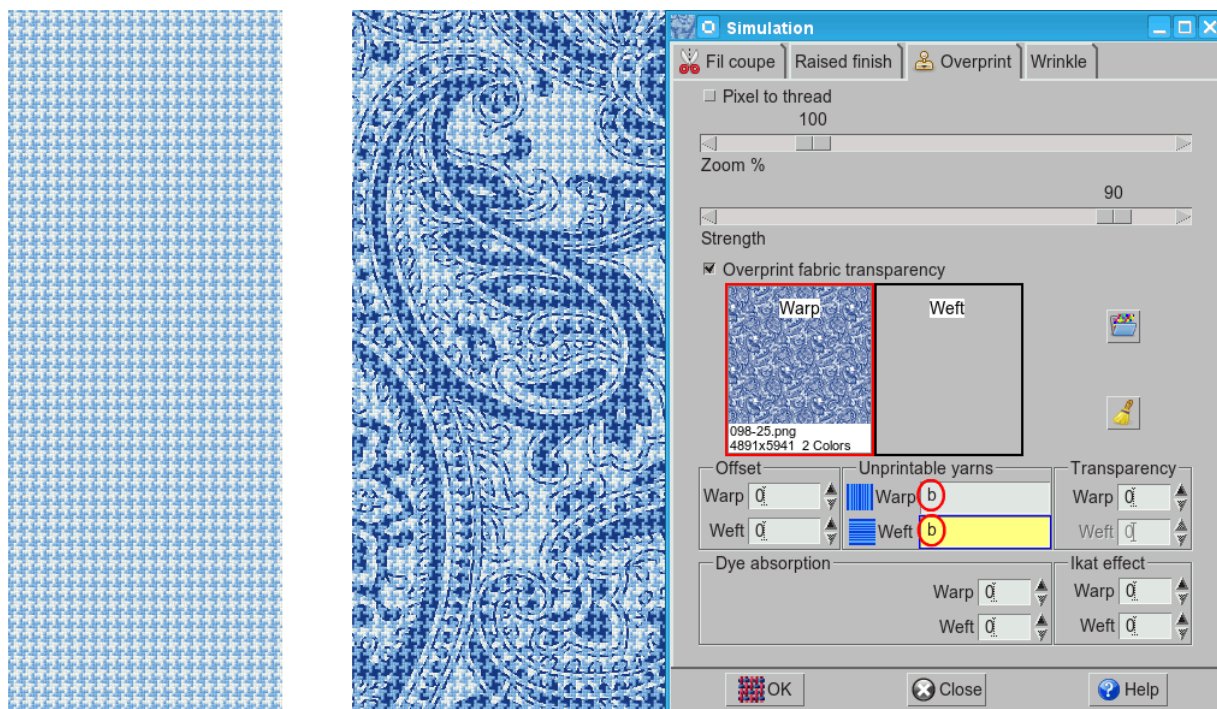 Simulation
Fil coupe Raised finish Overprint Wrinkle
Pixel to thread
100
Zoom %
90
Strength
Overprint fabric transparency
Warp Weft
098-25.png
4891x5941 2 Colors
Offset Unprintable yarns Transparency
Warp 0 Warp b Warp 0
Weft 0 Weft b Weft 0
Dye absorption Ikat effect
Warp 0 Warp 0
Weft 0 Weft 0
OK Close Help